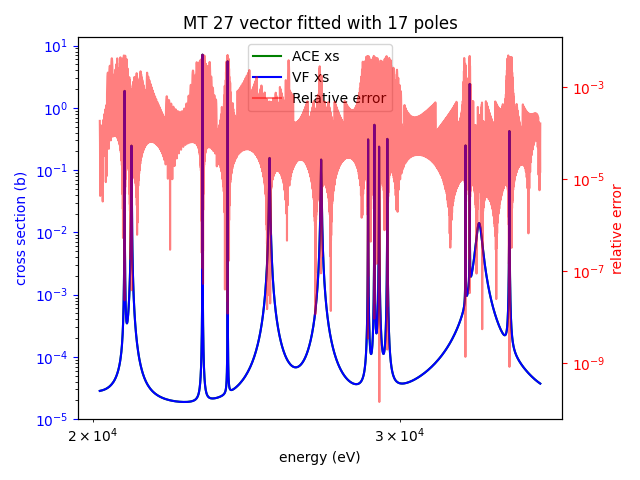 MT 27 vector fitted with 17 poles
ACE xs
VF xs
Relative error
10^1
10^0
10^-1
10^-2
10^-3
10^-4
10^-5
cross section (b)
10^-3
10^-5
10^-7
10^-9
relative error
2 × 10^4
3 × 10^4
energy (eV)